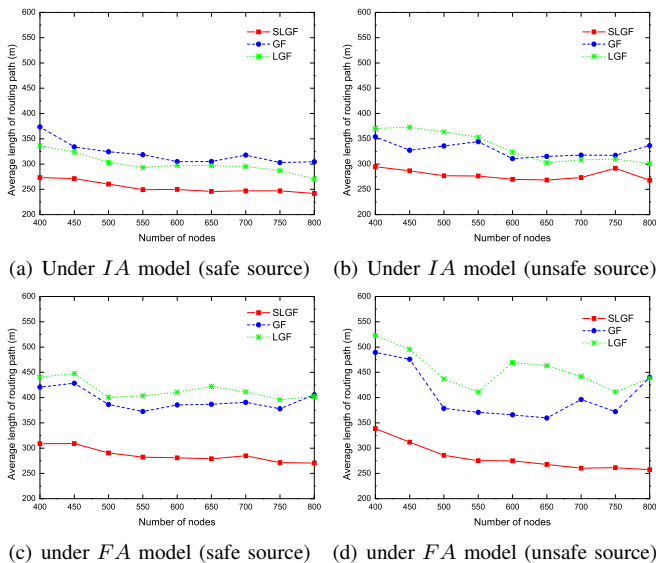 600
550
500
450
400
350
300
250
200
Average length of routing path (m)
SLGF
GF
LGF
400 450 500 550 600 650 700 750 800
Number of nodes
(a) Under IA model (safe source)
600
550
500
450
400
350
300
250
200
Average length of routing path (m)
SLGF
GF
LGF
400 450 500 550 600 650 700 750 800
Number of nodes
(b) Under IA model (unsafe source)
600
550
500
450
400
350
300
250
200
Average length of routing path (m)
SLGF
GF
LGF
400 450 500 550 600 650 700 750 800
Number of nodes
(c) under FA model (safe source)
600
550
500
450
400
350
300
250
200
Average length of routing path (m)
SLGF
GF
LGF
400 450 500 550 600 650 700 750 800
Number of nodes
(d) under FA model (unsafe source)